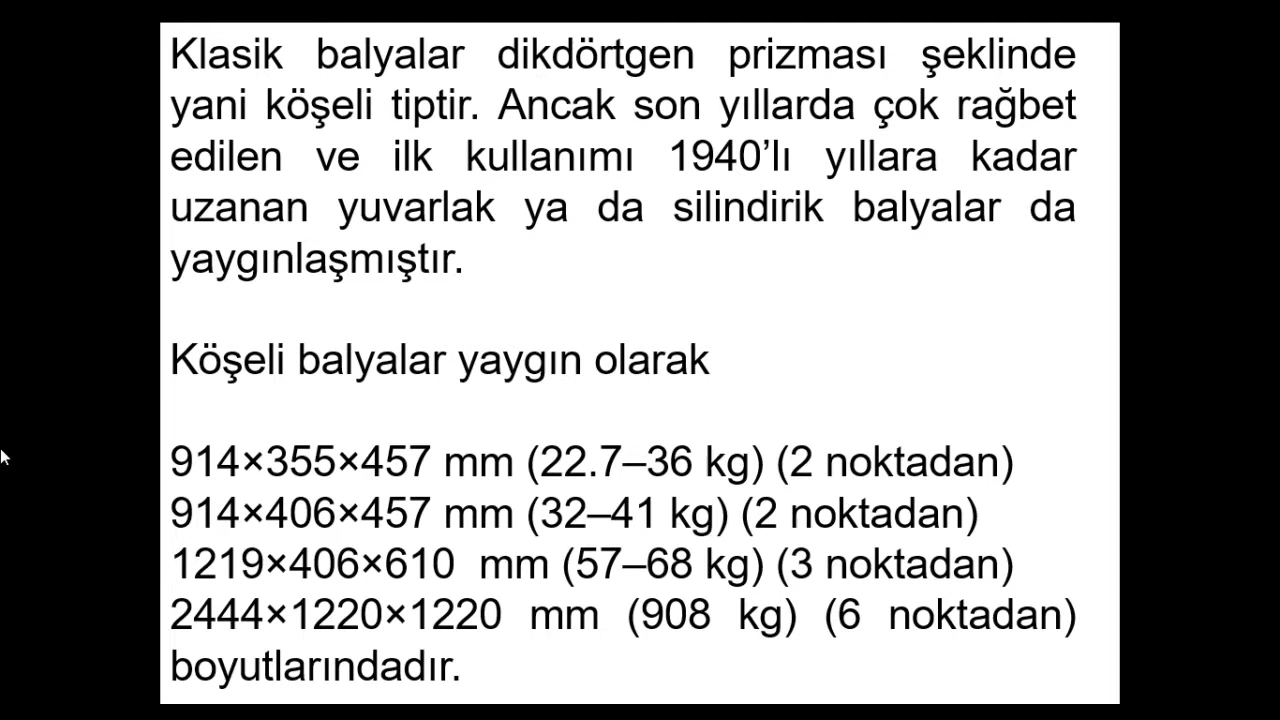 Klasik balyalar dikdörtgen prizması şeklinde
yani köşeli tiptir. Ancak son yıllarda çok rağbet
edilen ve ilk kullanımı 1940’lı yıllara kadar
uzanan yuvarlak ya da silindirik balyalar da
yaygınlaşmıştır.
Köşeli balyalar yaygın olarak
914×355×457 mm (22.7–36 kg) (2 noktadan)
914×406×457 mm (32–41 kg) (2 noktadan)
1219×406×610 mm (57–68 kg) (3 noktadan)
2444×1220×1220 mm (908 kg) (6 noktadan)
boyutlarındadır.